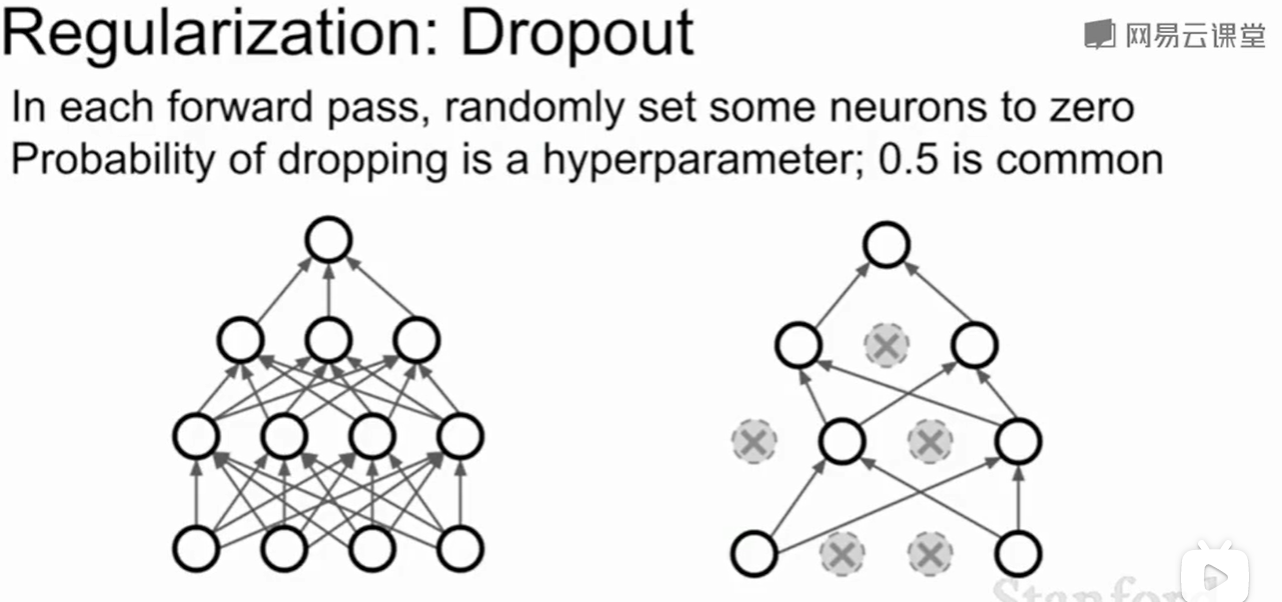 Regularization: Dropout
网易云课堂
In each forward pass, randomly set some neurons to zero
Probability of dropping is a hyperparameter; 0.5 is common